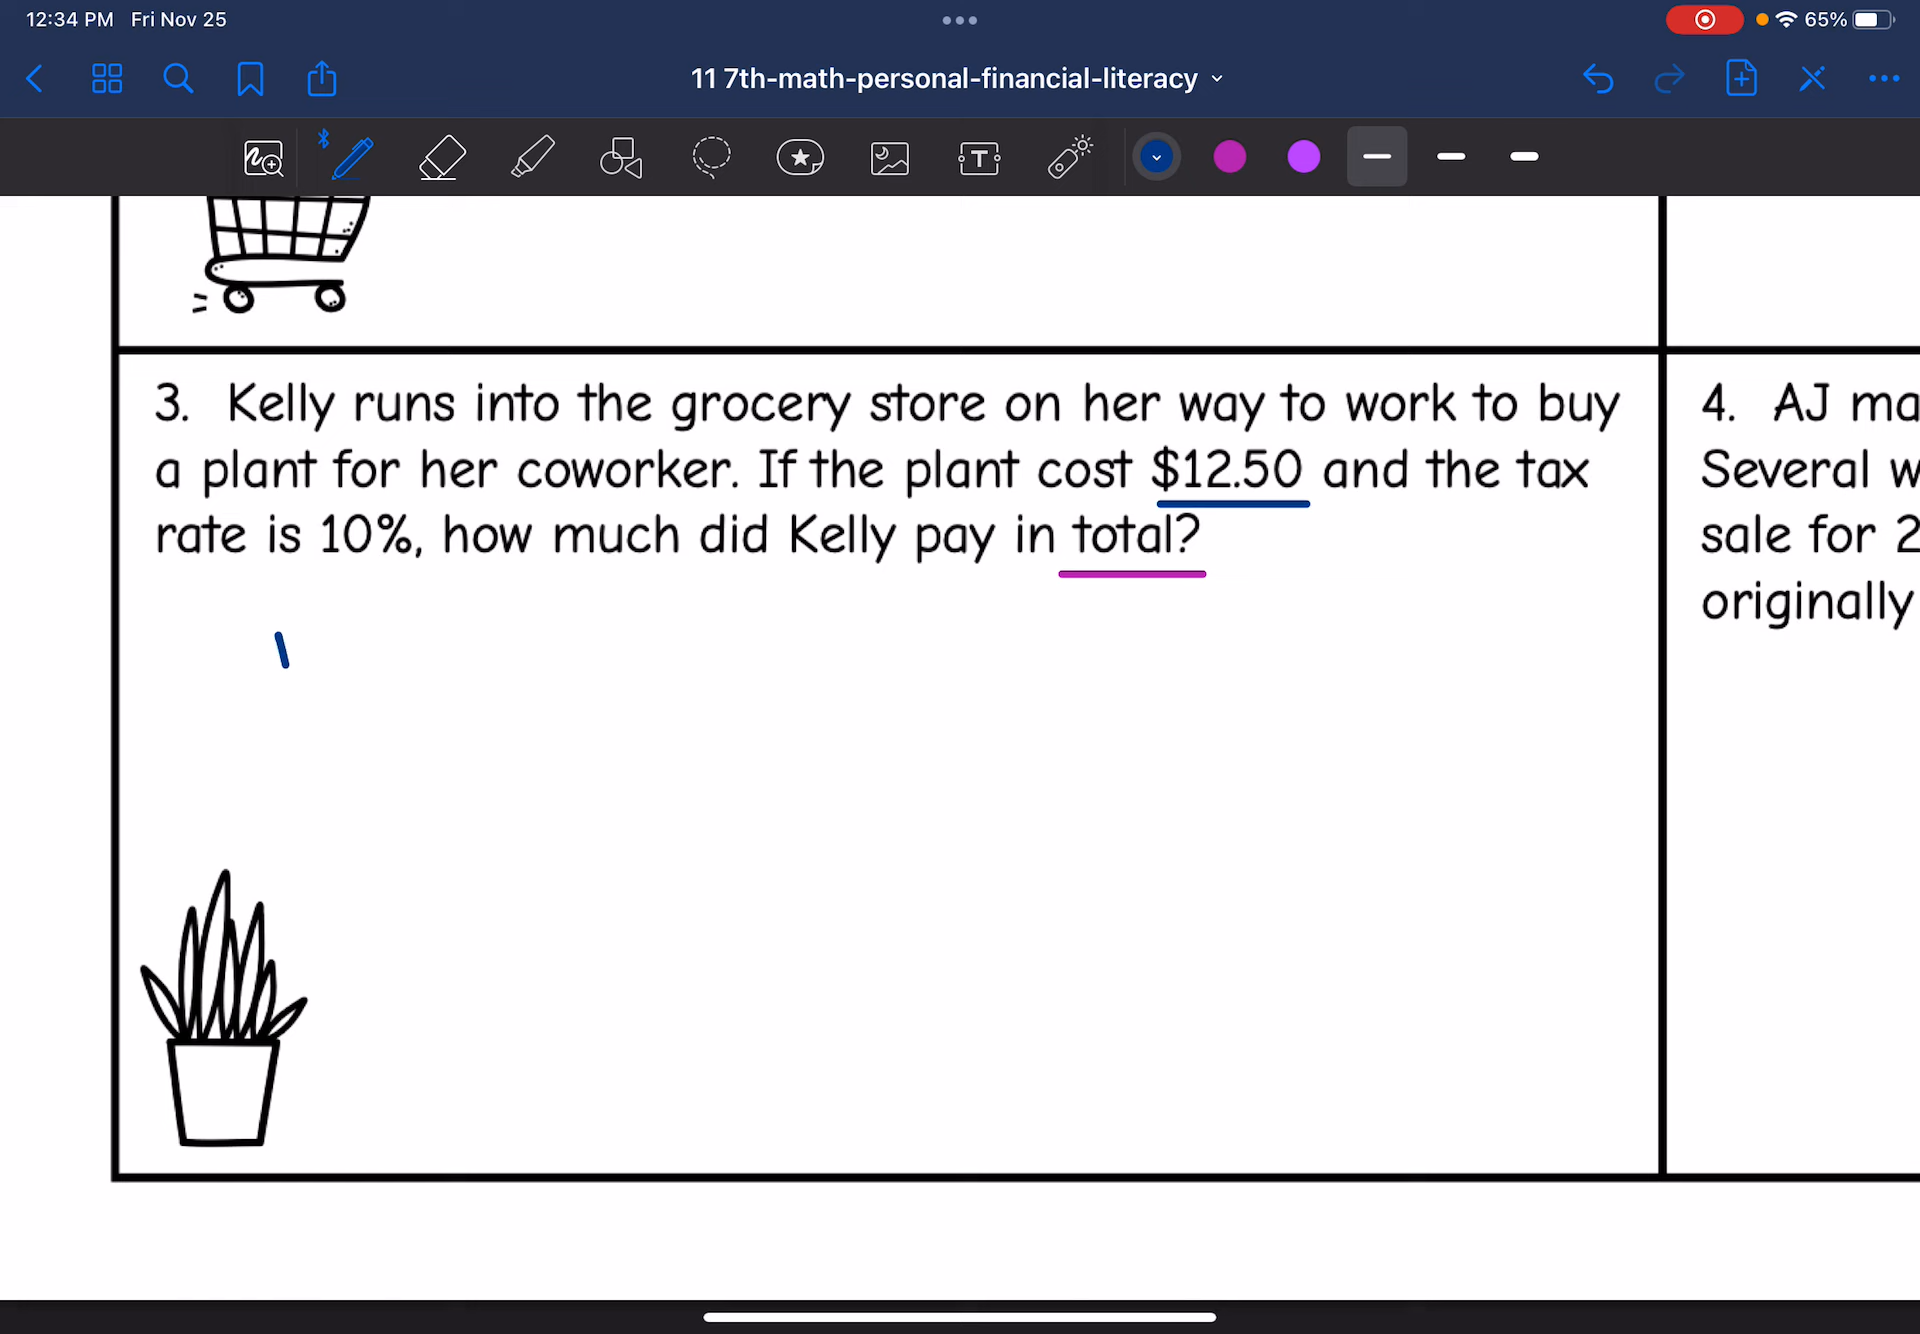 12:34 PM Fri Nov 25
65%
11 7th-math-personal-financial-literacy
T
3. Kelly runs into the grocery store on her way to work to buy
a plant for her coworker. If the plant cost $12.50 and the tax
rate is 10%, how much did Kelly pay in total?
4. AJ ma
Several w
sale for 2
originally